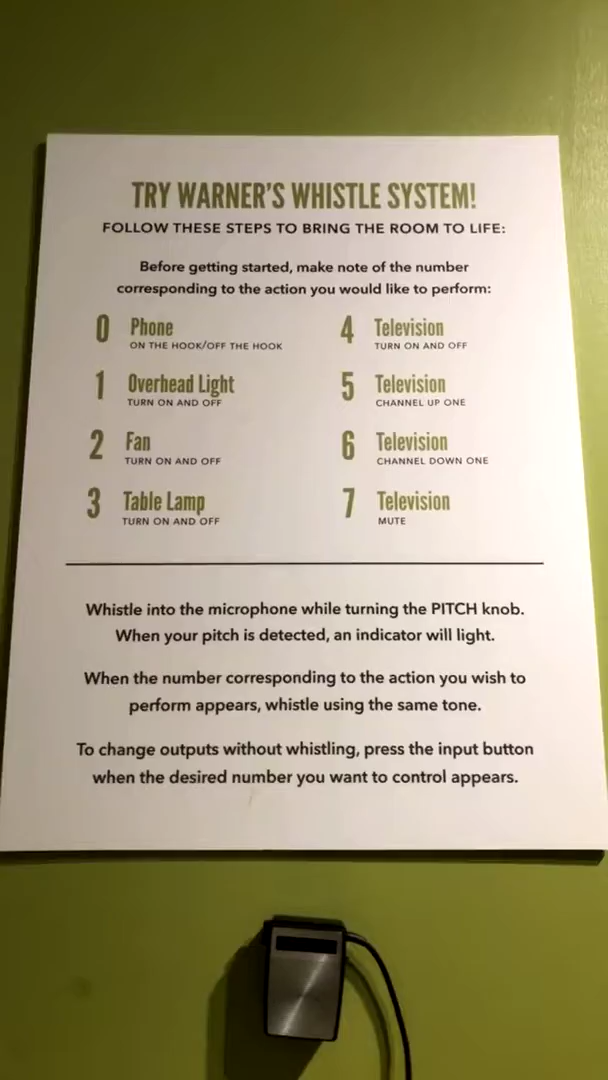 TRY WARNER'S WHISTLE SYSTEM!
FOLLOW THESE STEPS TO BRING THE ROOM TO LIFE:
Before getting started, make note of the number
corresponding to the action you would like to perform:
0 Phone
ON THE HOOK/OFF THE HOOK
1 Overhead Light
TURN ON AND OFF
2 Fan
TURN ON AND OFF
3 Table Lamp
TURN ON AND OFF
4 Television
TURN ON AND OFF
5 Television
CHANNEL UP ONE
6 Television
CHANNEL DOWN ONE
7 Television
MUTE
Whistle into the microphone while turning the PITCH knob.
When your pitch is detected, an indicator will light.
When the number corresponding to the action you wish to
perform appears, whistle using the same tone.
To change outputs without whistling, press the input button
when the desired number you want to control appears.